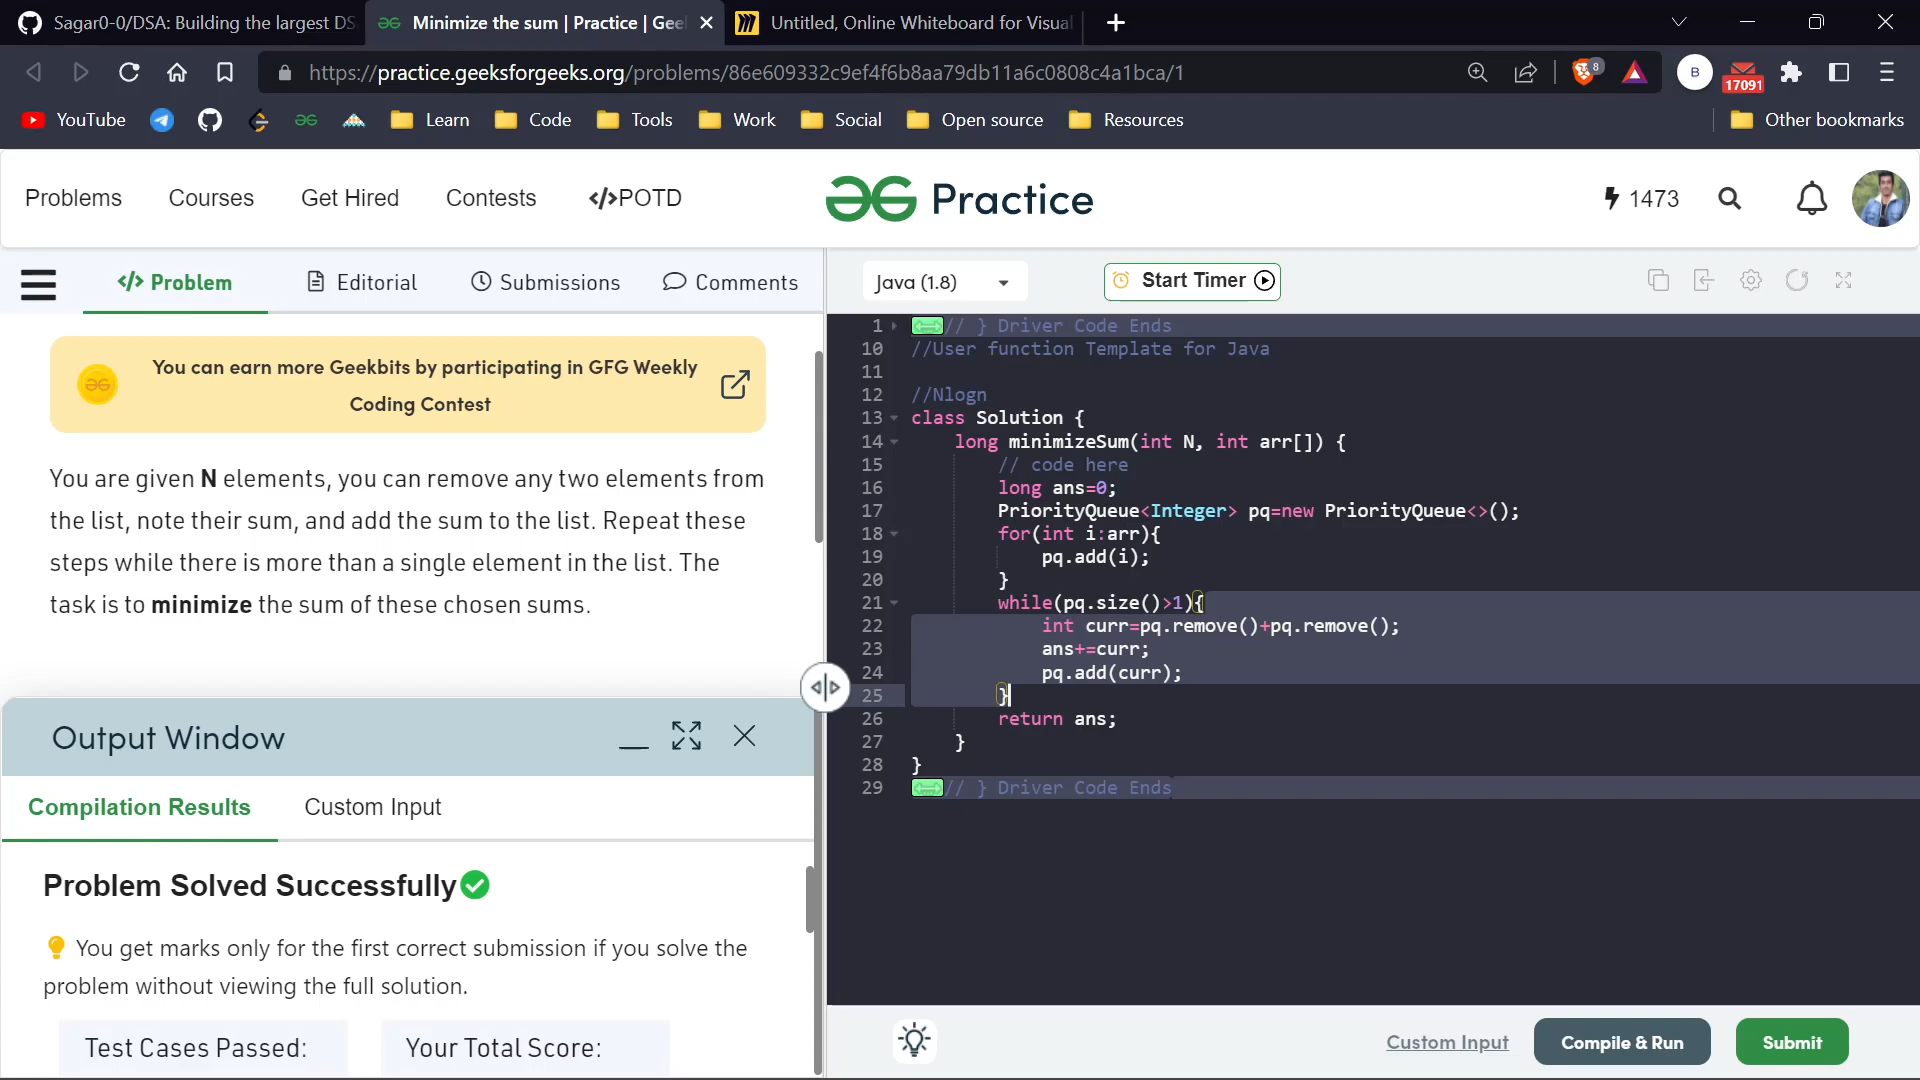 Sagar0-0/DSA: Building the largest DS
Minimize the sum | Practice | Gee
Untitled, Online Whiteboard for Visual
https://practice.geeksforgeeks.org/problems/86e609332c9ef4f6b8aa79db11a6c0808c4a1bca/1
8
B
17091
YouTube
Learn
Code
Tools
Work
Social
Open source
Resources
Other bookmarks
Problems
Courses
Get Hired
Contests
</>POTD
Practice
1473
</> Problem
Editorial
Submissions
Comments
Java (1.8)
Start Timer
You can earn more Geekbits by participating in GFG Weekly
Coding Contest
You are given N elements, you can remove any two elements from
the list, note their sum, and add the sum to the list. Repeat these
steps while there is more than a single element in the list. The
task is to minimize the sum of these chosen sums.
Output Window
Compilation Results
Custom Input
Problem Solved Successfully
You get marks only for the first correct submission if you solve the
problem without viewing the full solution.
Test Cases Passed:
Your Total Score:
1 // } Driver Code Ends
10 //User function Template for Java
11
12 //Nlogn
13 class Solution {
14 long minimizeSum(int N, int arr[]) {
15 // code here
16 long ans=0;
17 PriorityQueue<Integer> pq=new PriorityQueue<>();
18 for(int i:arr){
19 pq.add(i);
20 }
21 while(pq.size()>1){
22 int curr=pq.remove()+pq.remove();
23 ans+=curr;
24 pq.add(curr);
25 }
26 return ans;
27 }
28 }
29 // } Driver Code Ends
Custom Input
Compile & Run
Submit